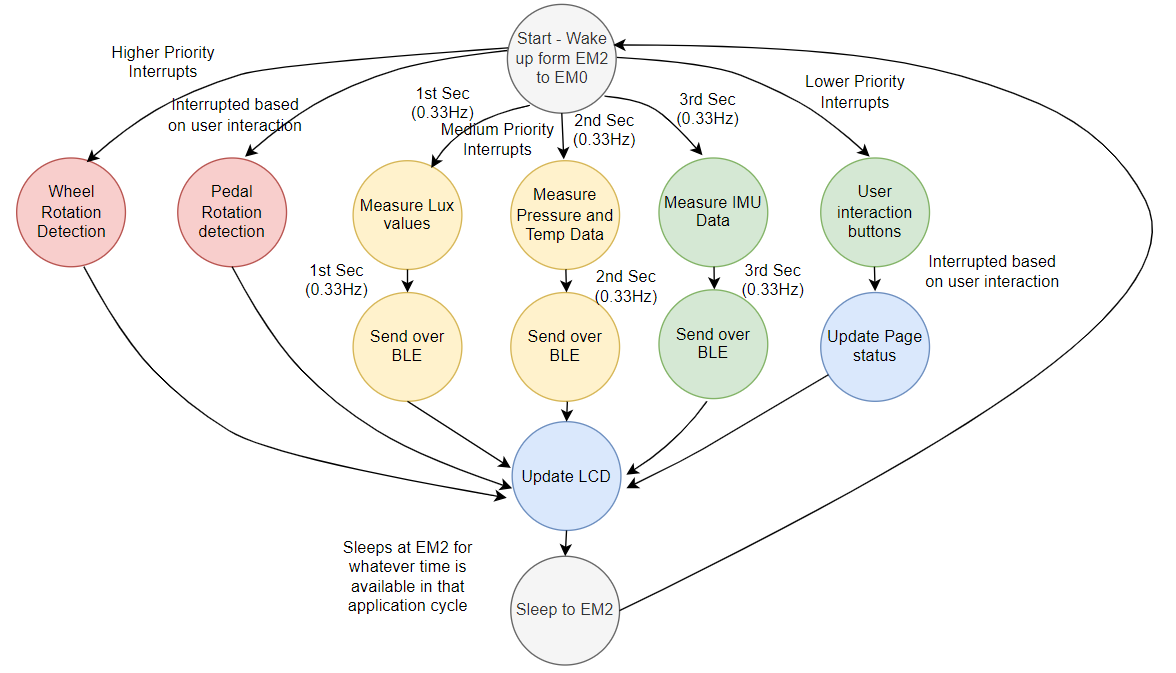 Start - Wake
up form EM2
to EM0
Higher Priority
Interrupts
Interrupted based
on user interaction
1st Sec
(0.33Hz)
Medium Priority
Interrupts
2nd Sec
(0.33Hz)
3rd Sec
(0.33Hz)
Lower Priority
Interrupts
Wheel
Rotation
Detection
Pedal
Rotation
detection
Measure Lux
values
Measure
Pressure and
Temp Data
Measure IMU
Data
User
interaction
buttons
1st Sec
(0.33Hz)
2nd Sec
(0.33Hz)
3rd Sec
(0.33Hz)
Interrupted based
on user interaction
Send over
BLE
Send over
BLE
Send over
BLE
Update Page
status
Update LCD
Sleeps at EM2 for
whatever time is
available in that
application cycle
Sleep to EM2